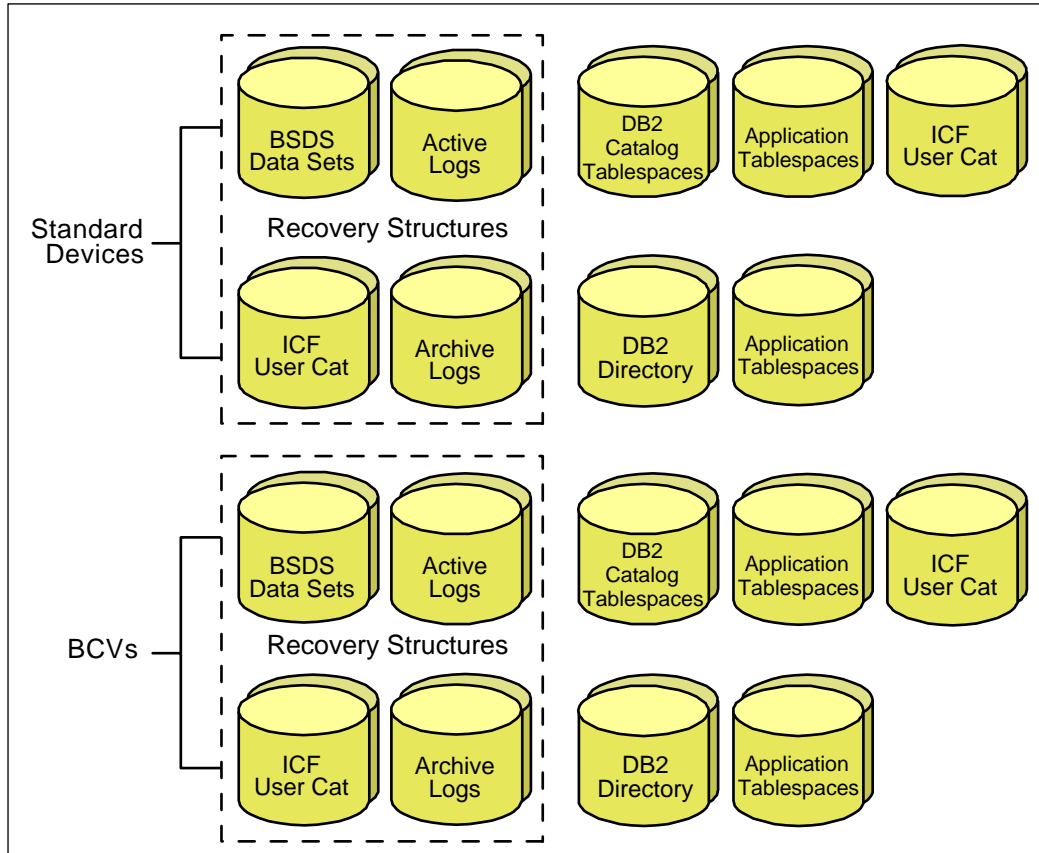 BSDS
Data Sets
Active
Logs
DB2
Catalog
Tablespaces
Application
Tablespaces
ICF
User Cat
Standard
Devices
Recovery Structures
ICF
User Cat
Archive
Logs
DB2
Directory
Application
Tablespaces
BSDS
Data Sets
Active
Logs
DB2
Catalog
Tablespaces
Application
Tablespaces
ICF
User Cat
BCVs
Recovery Structures
ICF
User Cat
Archive
Logs
DB2
Directory
Application
Tablespaces